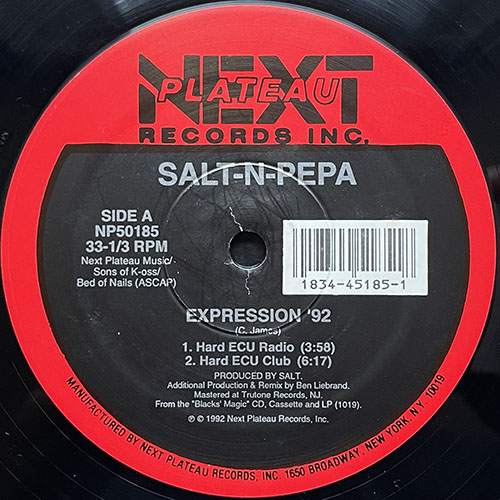 NEXT
PLATEAU
RECORDS INC.
SALT-N-PEPA
SIDE A
NP50185
33-1/3 RPM
Next Plateau Music/
Sons of K-oss/
Bed of Nails (ASCAP)
1834-45185-1
EXPRESSION '92
(C. James)
1. Hard ECU Radio (3:58)
2. Hard ECU Club (6:17)
PRODUCED BY SALT.
Additional Production & Remix by Ben Liebrand.
Mastered at Trutone Records, NJ.
From the "Blacks' Magic" CD, Cassette and LP (1019).
℗ © 1992 Next Plateau Records, Inc.
MANUFACTURED BY NEXT PLATEAU RECORDS, INC. 1650 BROADWAY, NEW YORK, N.Y. 10019